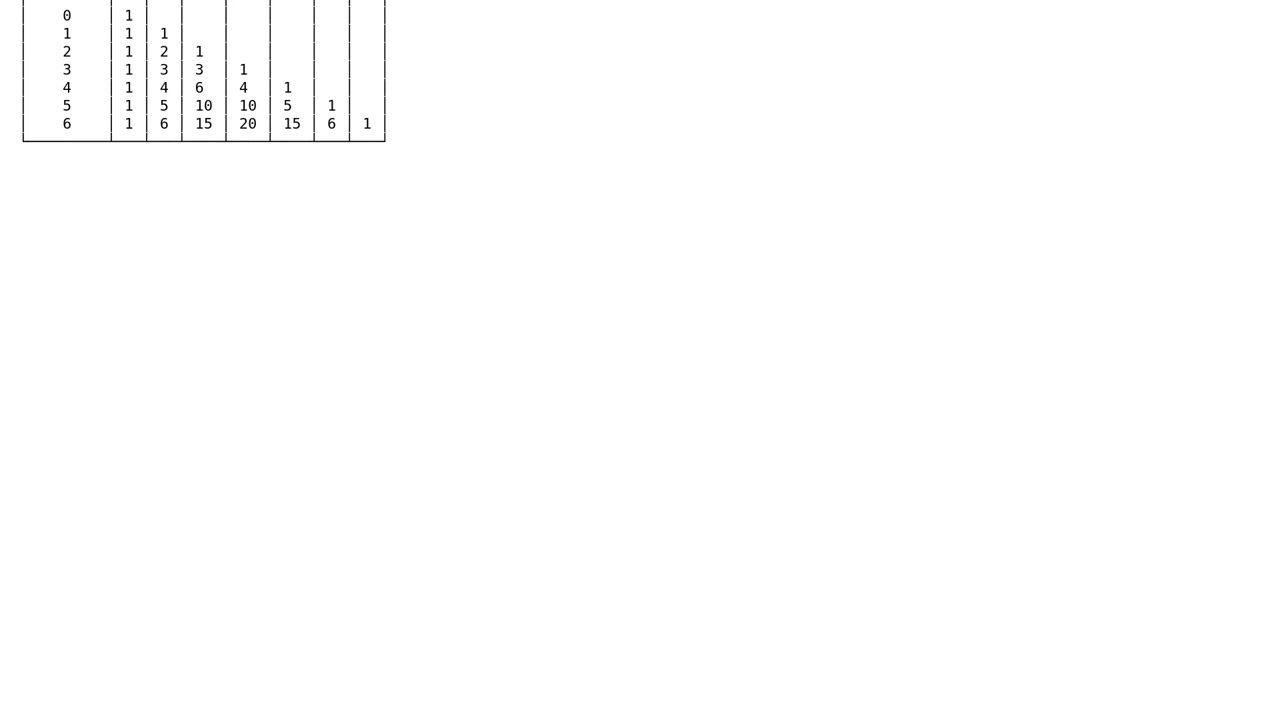 0 1
1 1 1
2 1 2 1
3 1 3 3 1
4 1 4 6 4 1
5 1 5 10 10 5 1
6 1 6 15 20 15 6 1